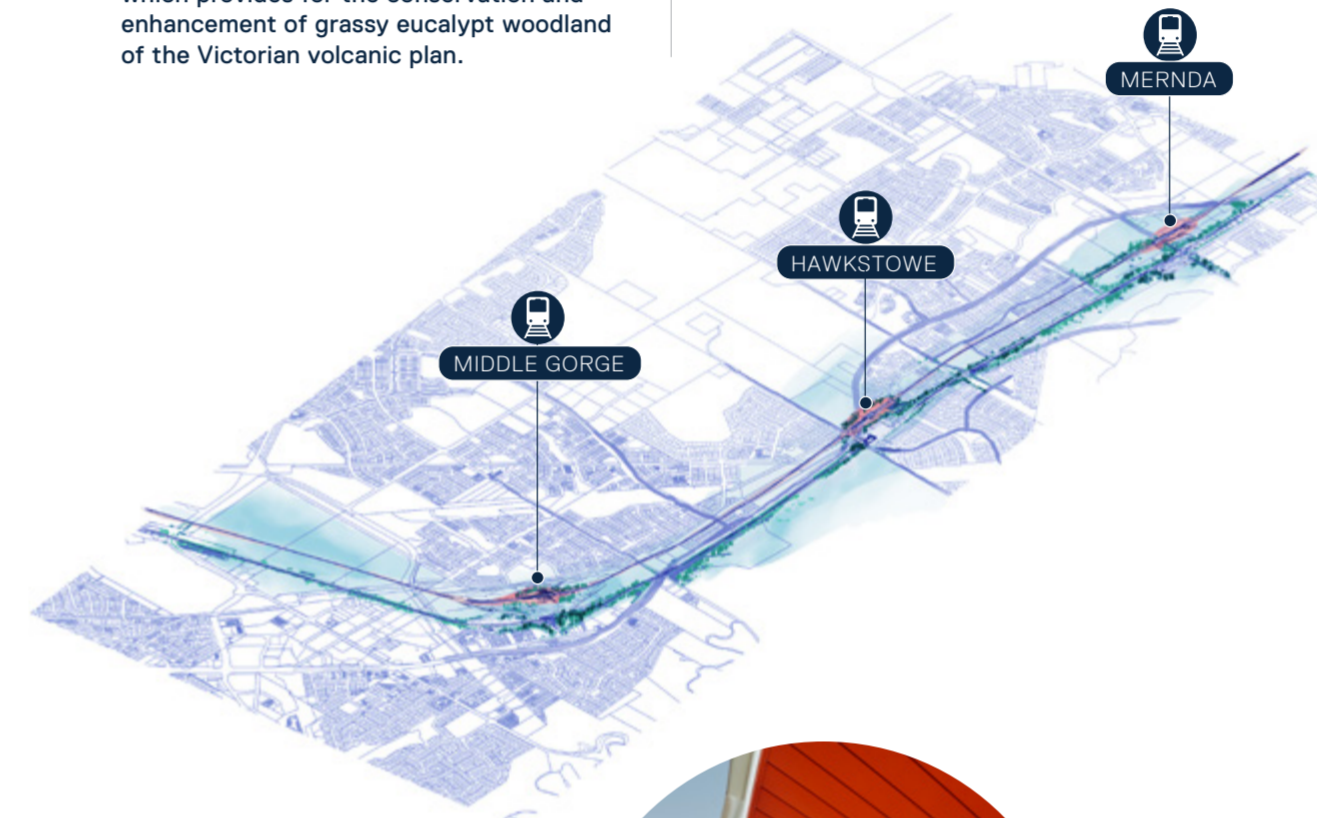 enhancement of grassy eucalypt woodland
of the Victorian volcanic plan.
MERNDA
HAWKSTOWE
MIDDLE GORGE